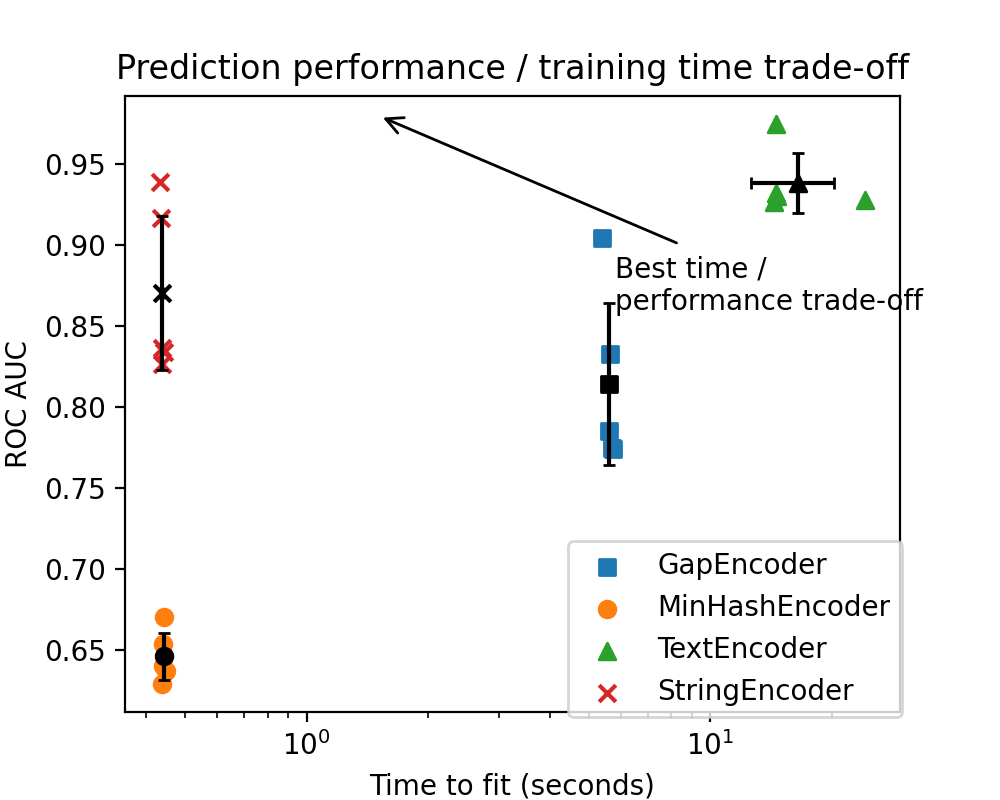 Prediction performance / training time trade-off
0.95
0.90
0.85
0.80
0.75
0.70
0.65
ROC AUC
Best time /
performance trade-off
GapEncoder
MinHashEncoder
TextEncoder
StringEncoder
10⁰
10¹
Time to fit (seconds)